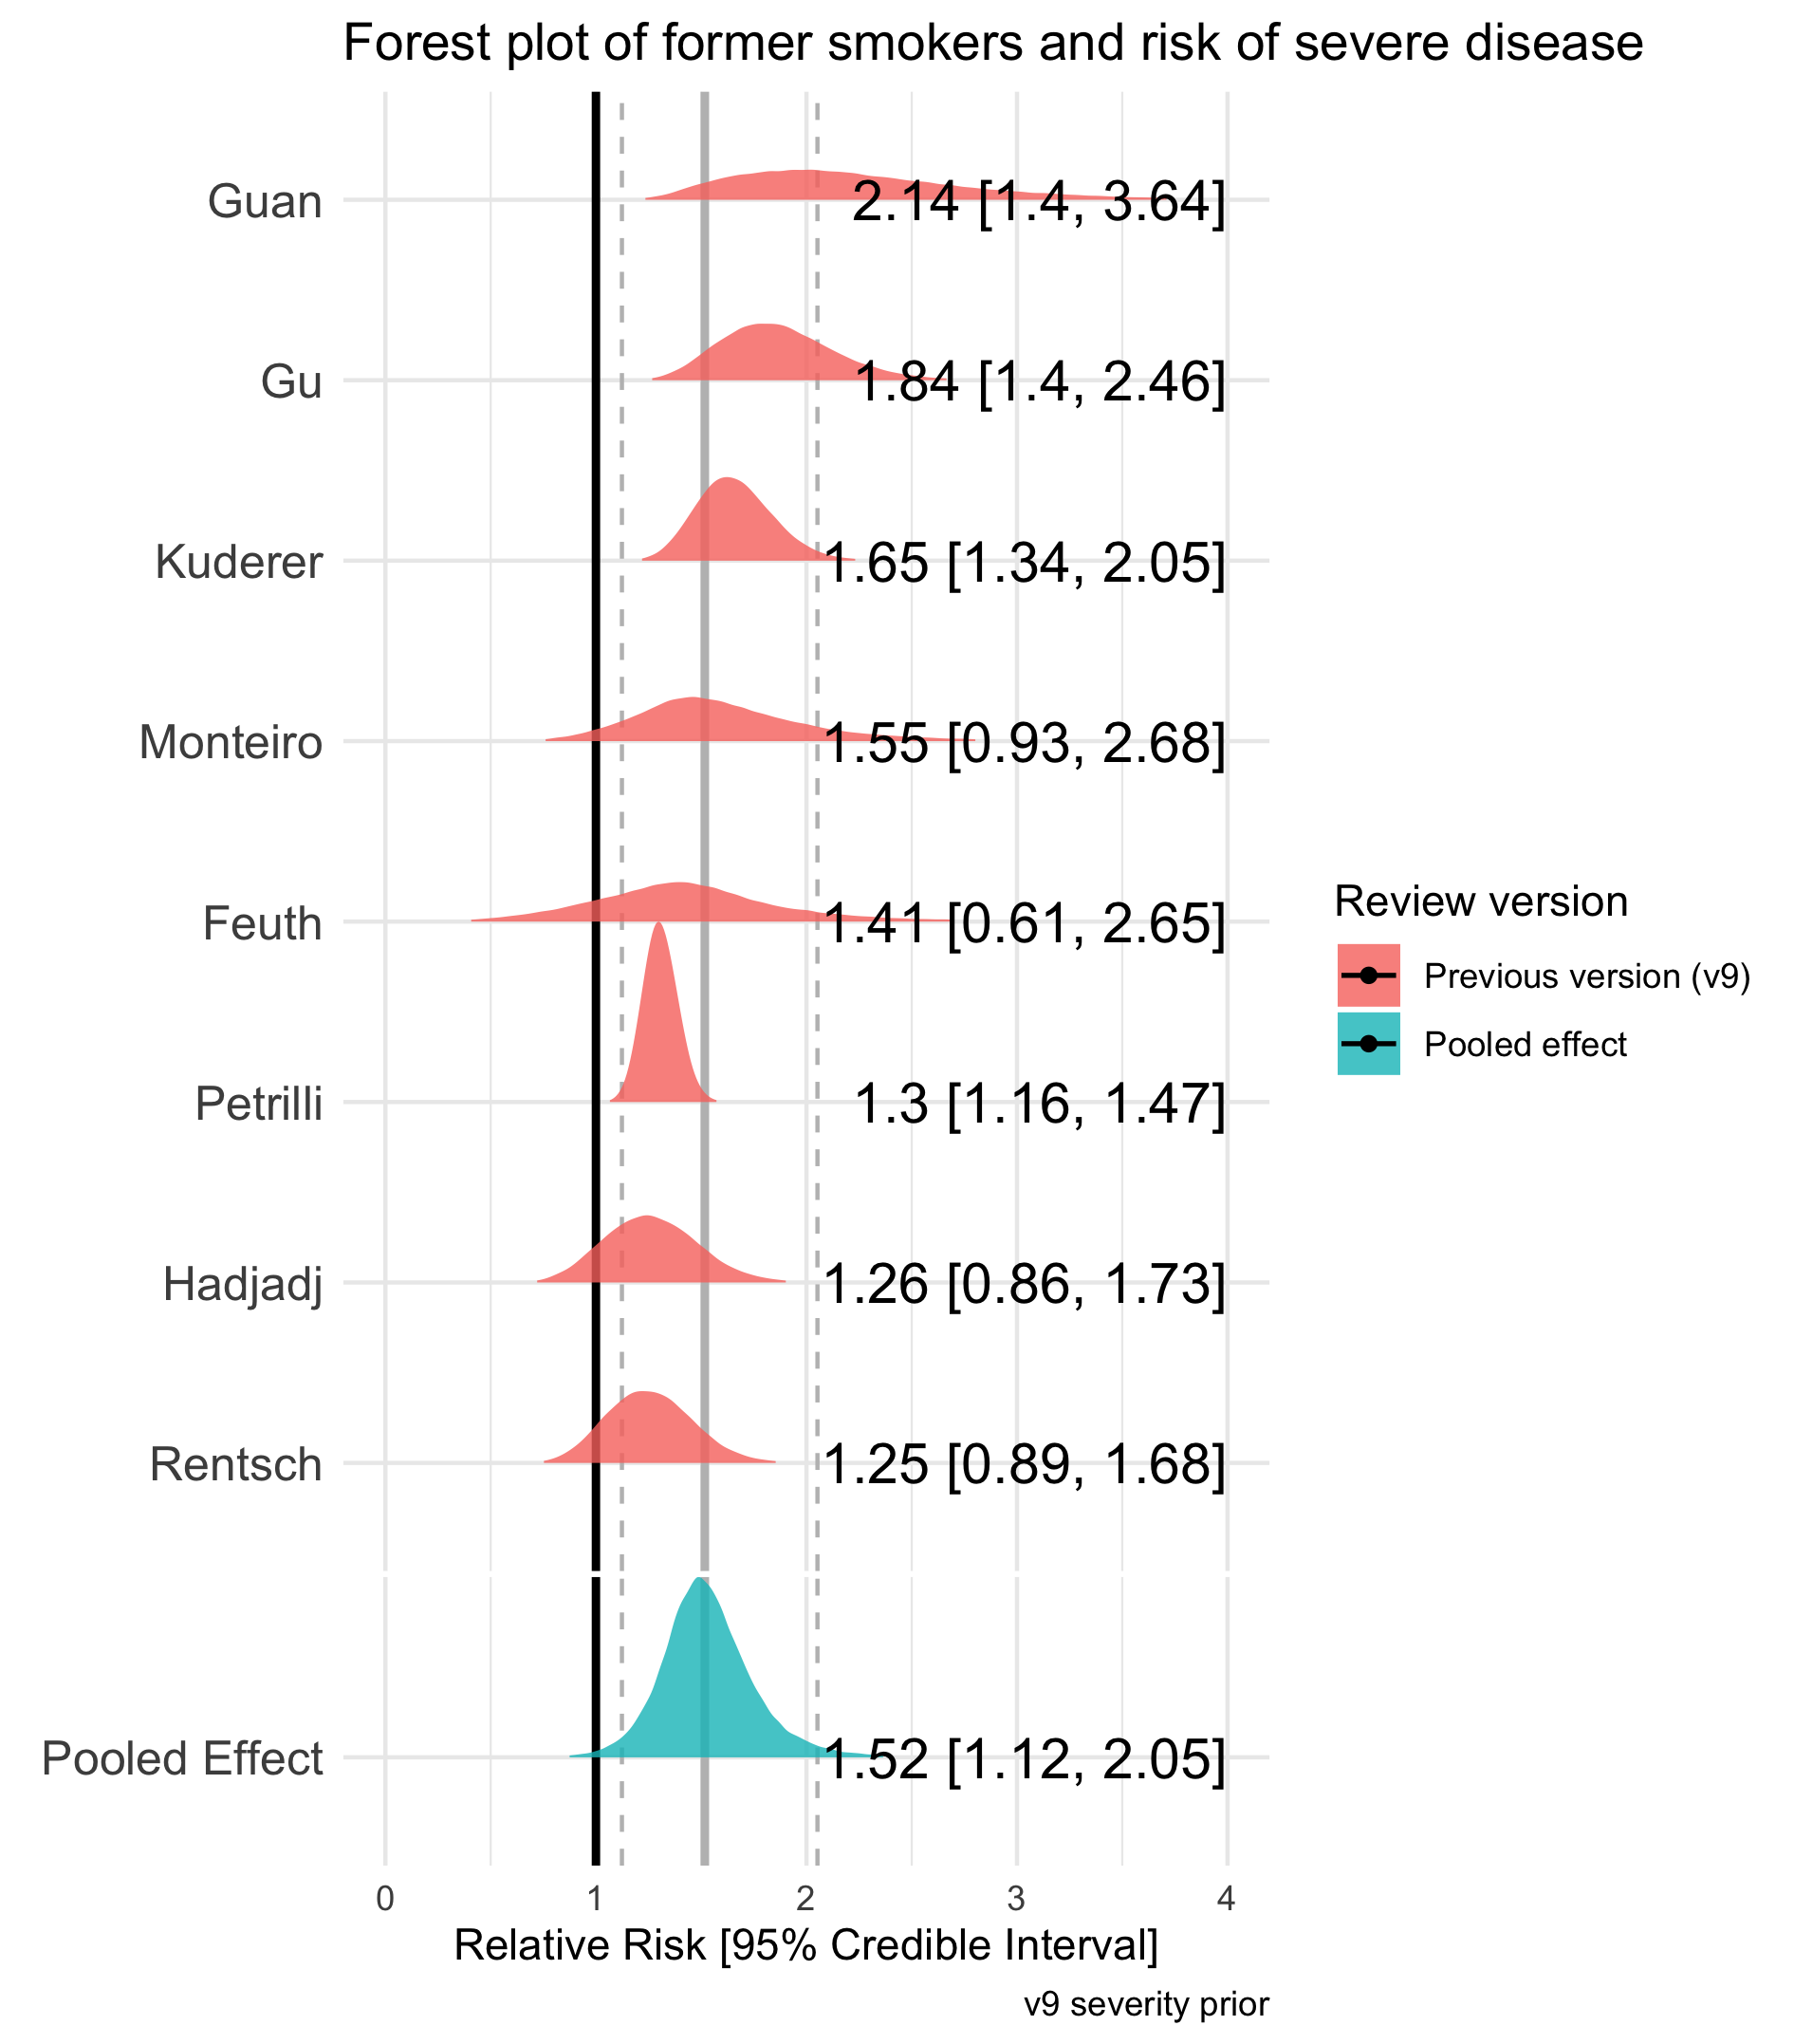 Forest plot of former smokers and risk of severe disease
Guan 2.14 [1.4, 3.64]
Gu 1.84 [1.4, 2.46]
Kuderer 1.65 [1.34, 2.05]
Monteiro 1.55 [0.93, 2.68]
Feuth 1.41 [0.61, 2.65]
Petrilli 1.3 [1.16, 1.47]
Hadjadj 1.26 [0.86, 1.73]
Rentsch 1.25 [0.89, 1.68]
Pooled Effect 1.52 [1.12, 2.05]
0 1 2 3 4
Relative Risk [95% Credible Interval]
v9 severity prior
Review version
Previous version (v9)
Pooled effect